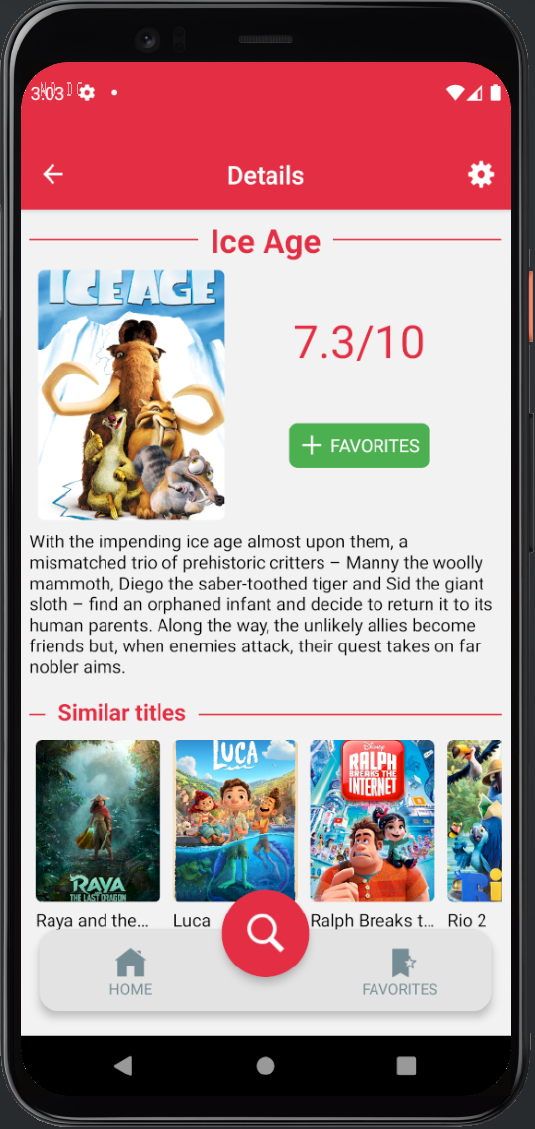 3:03
Details
Ice Age
ICE AGE
7.3/10
+ FAVORITES
With the impending ice age almost upon them, a
mismatched trio of prehistoric critters – Manny the woolly
mammoth, Diego the saber-toothed tiger and Sid the giant
sloth – find an orphaned infant and decide to return it to its
human parents. Along the way, the unlikely allies become
friends but, when enemies attack, their quest takes on far
nobler aims.
Similar titles
RAYA
THE LAST DRAGON
LUCA
Disney
RALPH
BREAKS THE
INTERNET
Raya and the...
Luca
Ralph Breaks t...
Rio 2
HOME
FAVORITES